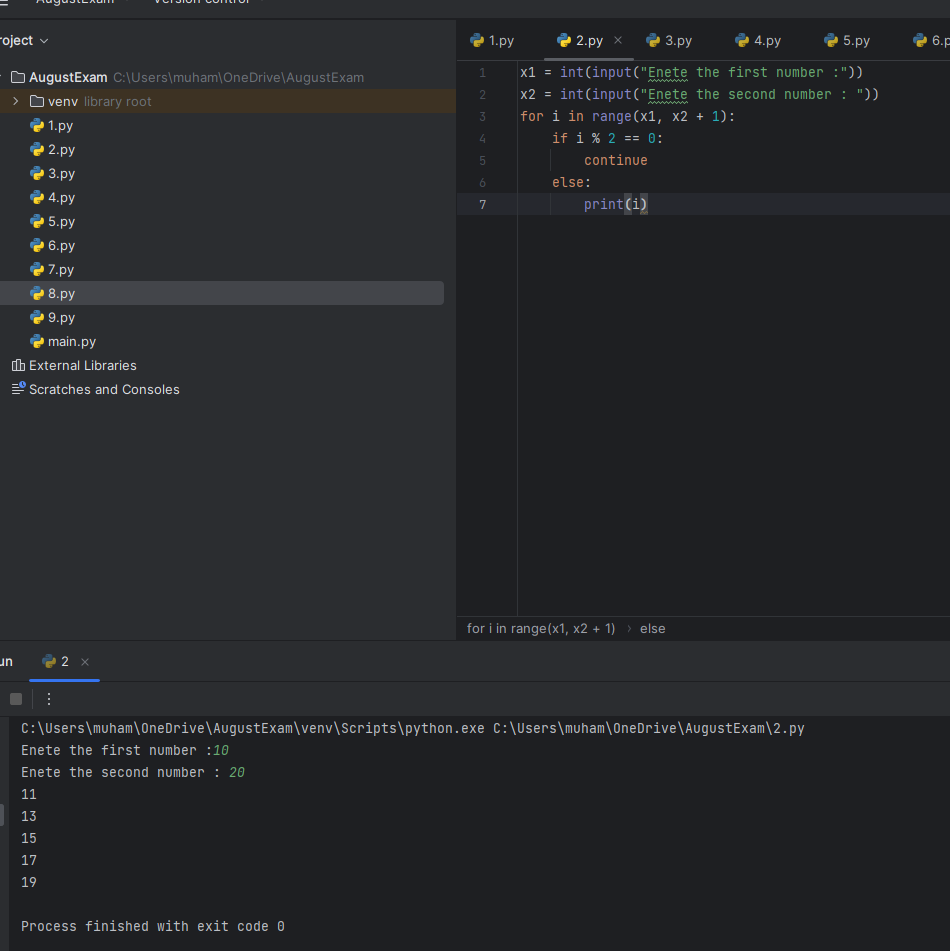 AugustExam
Version control
roject
AugustExam C:\Users\muham\OneDrive\AugustExam
venv library root
1.py
2.py
3.py
4.py
5.py
6.py
7.py
8.py
9.py
main.py
External Libraries
Scratches and Consoles
1.py 2.py 3.py 4.py 5.py 6.p
1 x1 = int(input("Enete the first number :"))
2 x2 = int(input("Enete the second number : "))
3 for i in range(x1, x2 + 1):
4     if i % 2 == 0:
5         continue
6     else:
7         print(i)
for i in range(x1, x2 + 1) › else
un 2
C:\Users\muham\OneDrive\AugustExam\venv\Scripts\python.exe C:\Users\muham\OneDrive\AugustExam\2.py
Enete the first number :10
Enete the second number : 20
11
13
15
17
19
Process finished with exit code 0